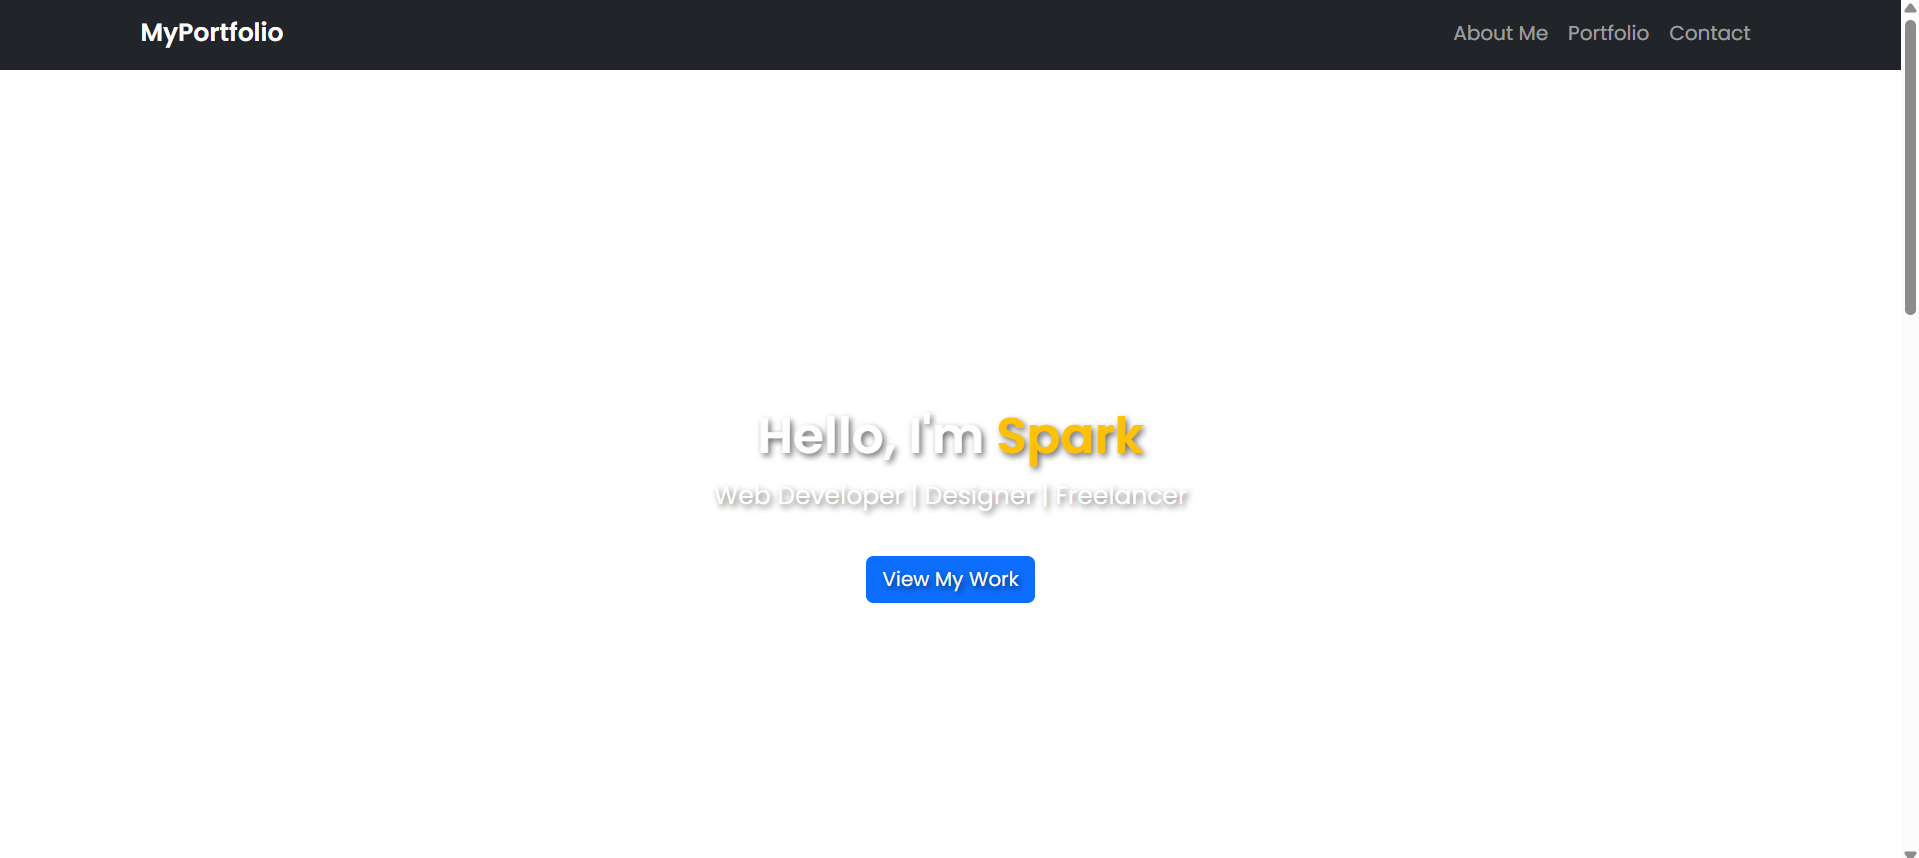 MyPortfolio
About Me
Portfolio
Contact
Hello, I'm Spark
Web Developer | Designer | Freelancer
View My Work